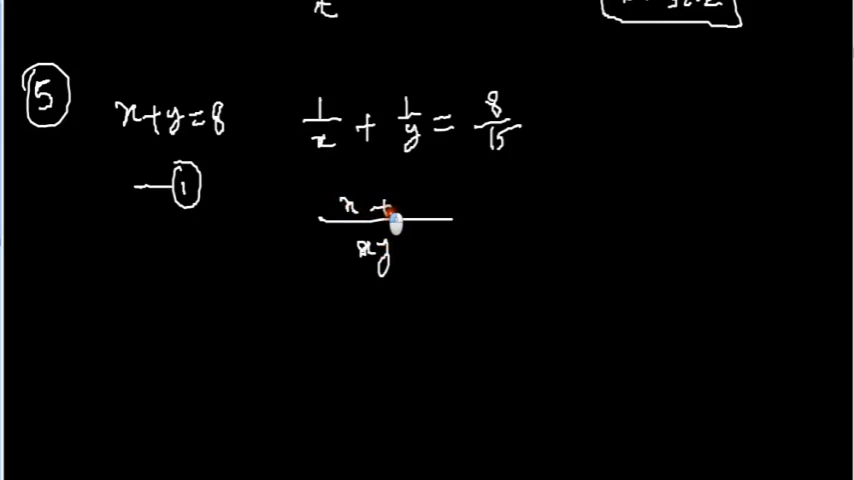 5 x+y=8 1/x + 1/y = 8/15
— 1
x +
xy